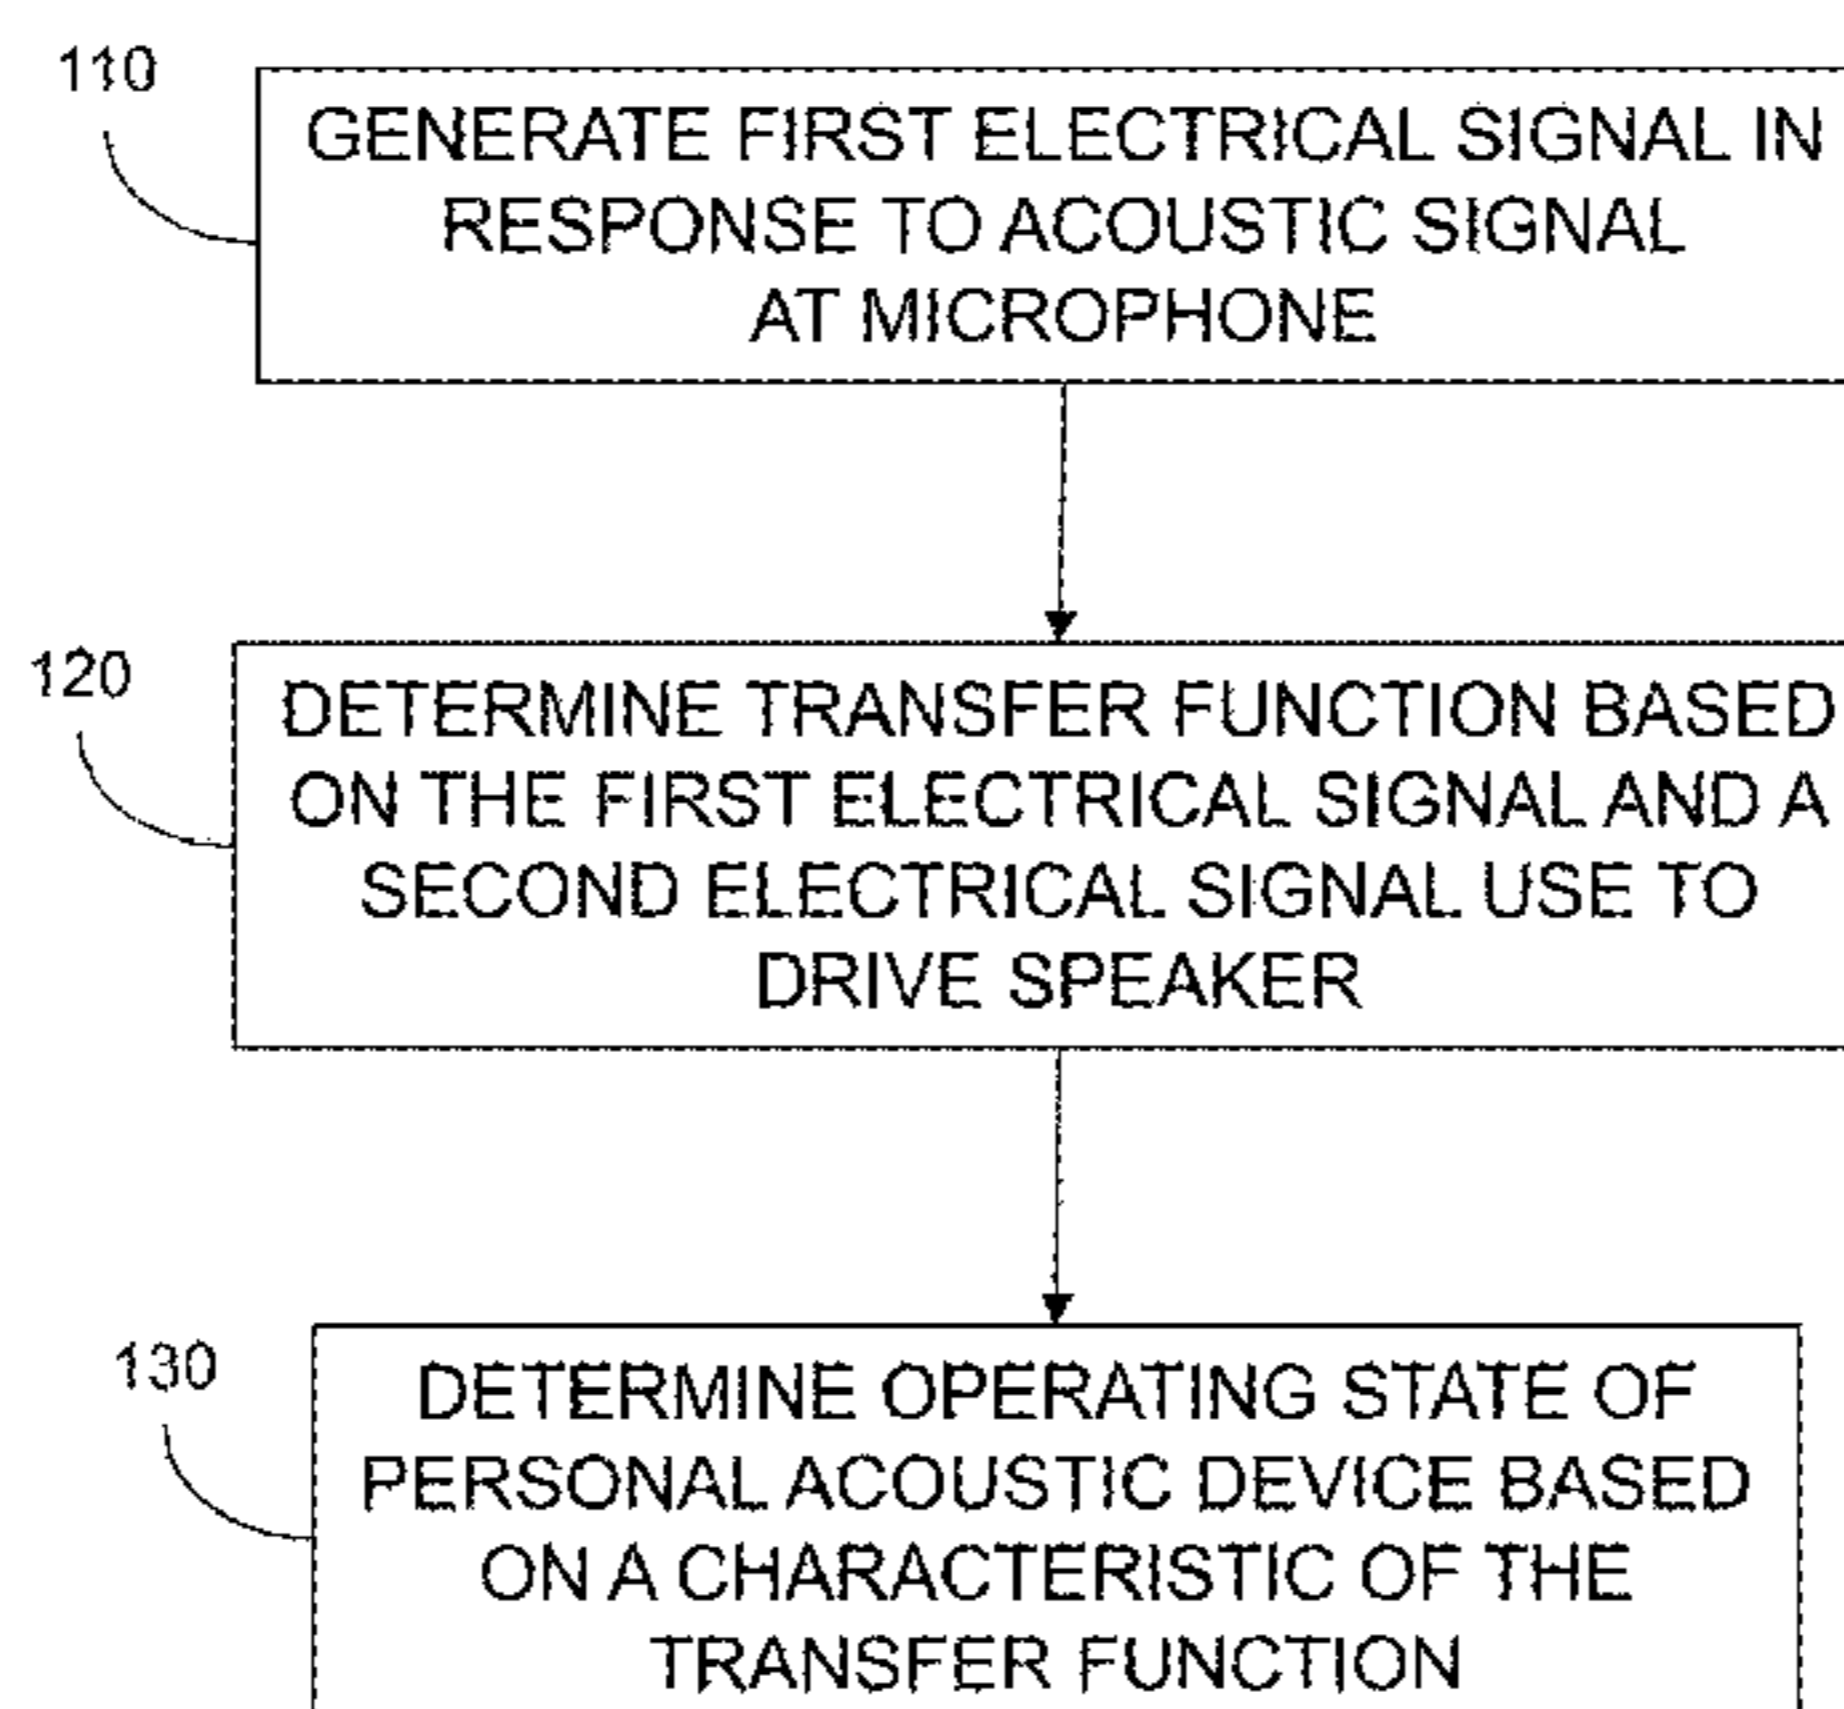 110
GENERATE FIRST ELECTRICAL SIGNAL IN
RESPONSE TO ACOUSTIC SIGNAL
AT MICROPHONE
120
DETERMINE TRANSFER FUNCTION BASED
ON THE FIRST ELECTRICAL SIGNAL AND A
SECOND ELECTRICAL SIGNAL USE TO
DRIVE SPEAKER
130
DETERMINE OPERATING STATE OF
PERSONAL ACOUSTIC DEVICE BASED
ON A CHARACTERISTIC OF THE
TRANSFER FUNCTION